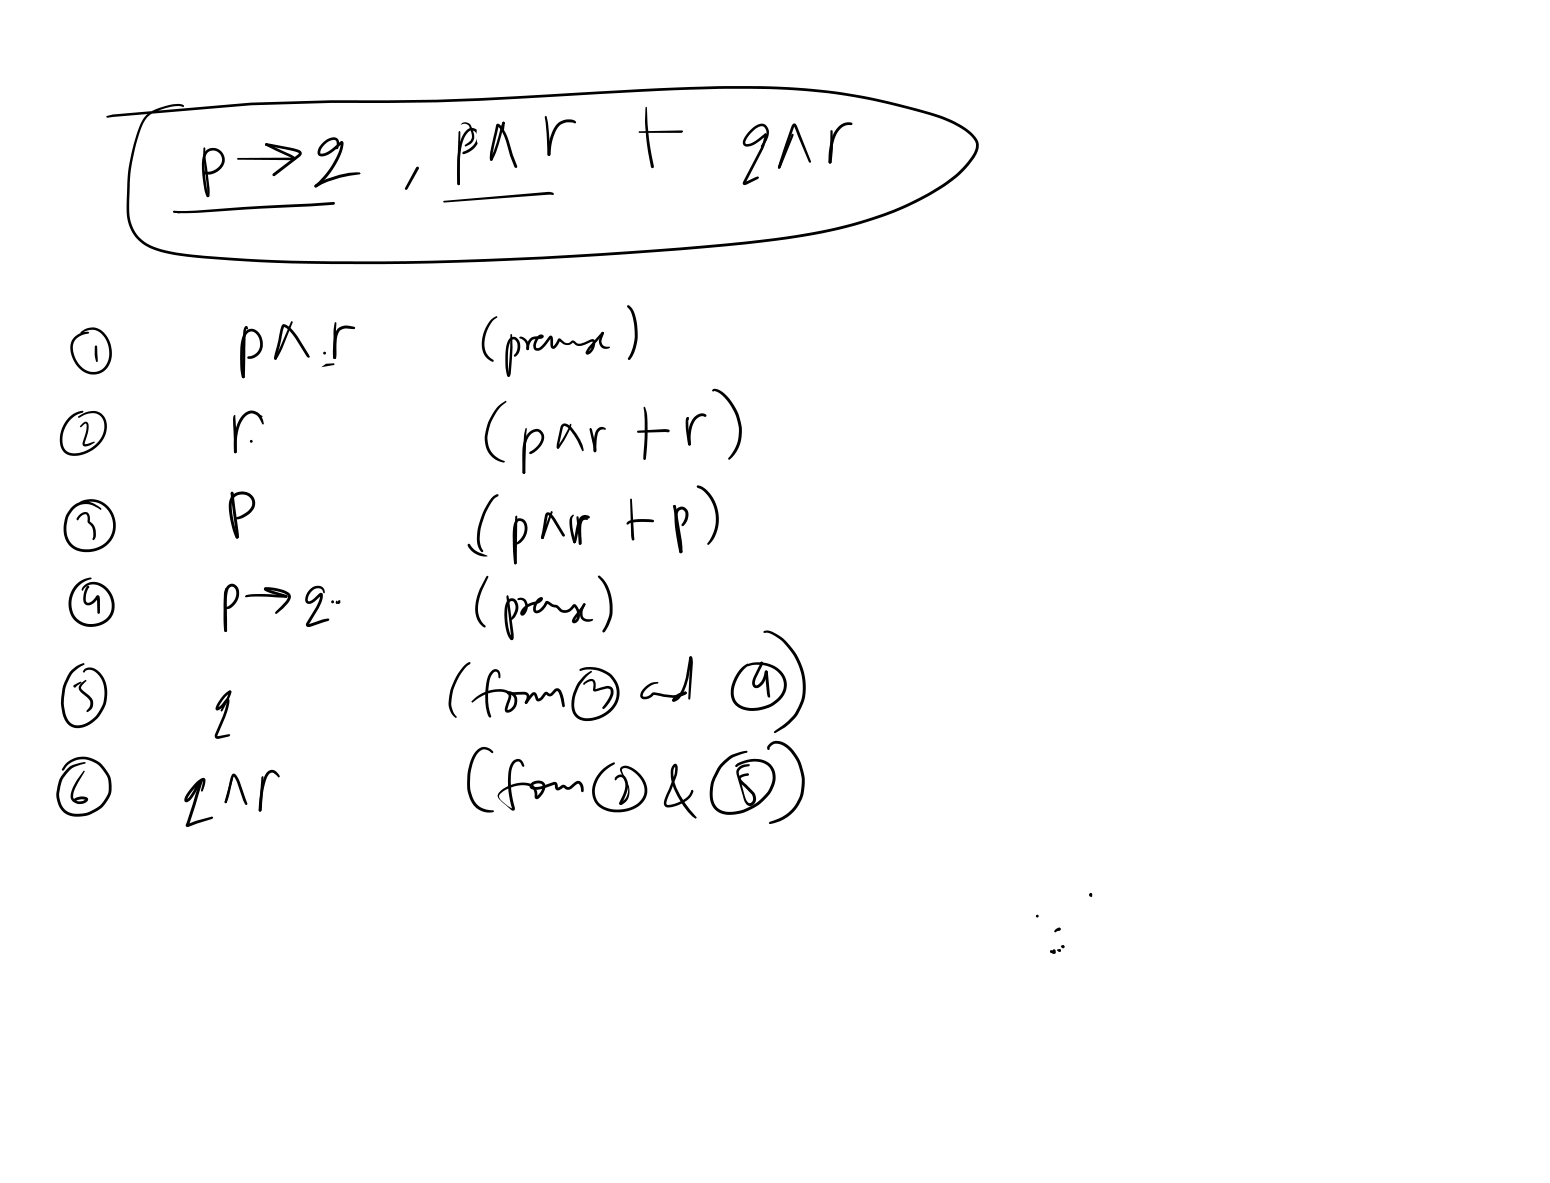 p → q , p ∧ r ⊢ q ∧ r
① p ∧ r (premise)
② r (p ∧ r ⊢ r)
③ p (p ∧ r ⊢ p)
④ p → q (premise)
⑤ q (from ③ and ④)
⑥ q ∧ r (from ② & ⑤)